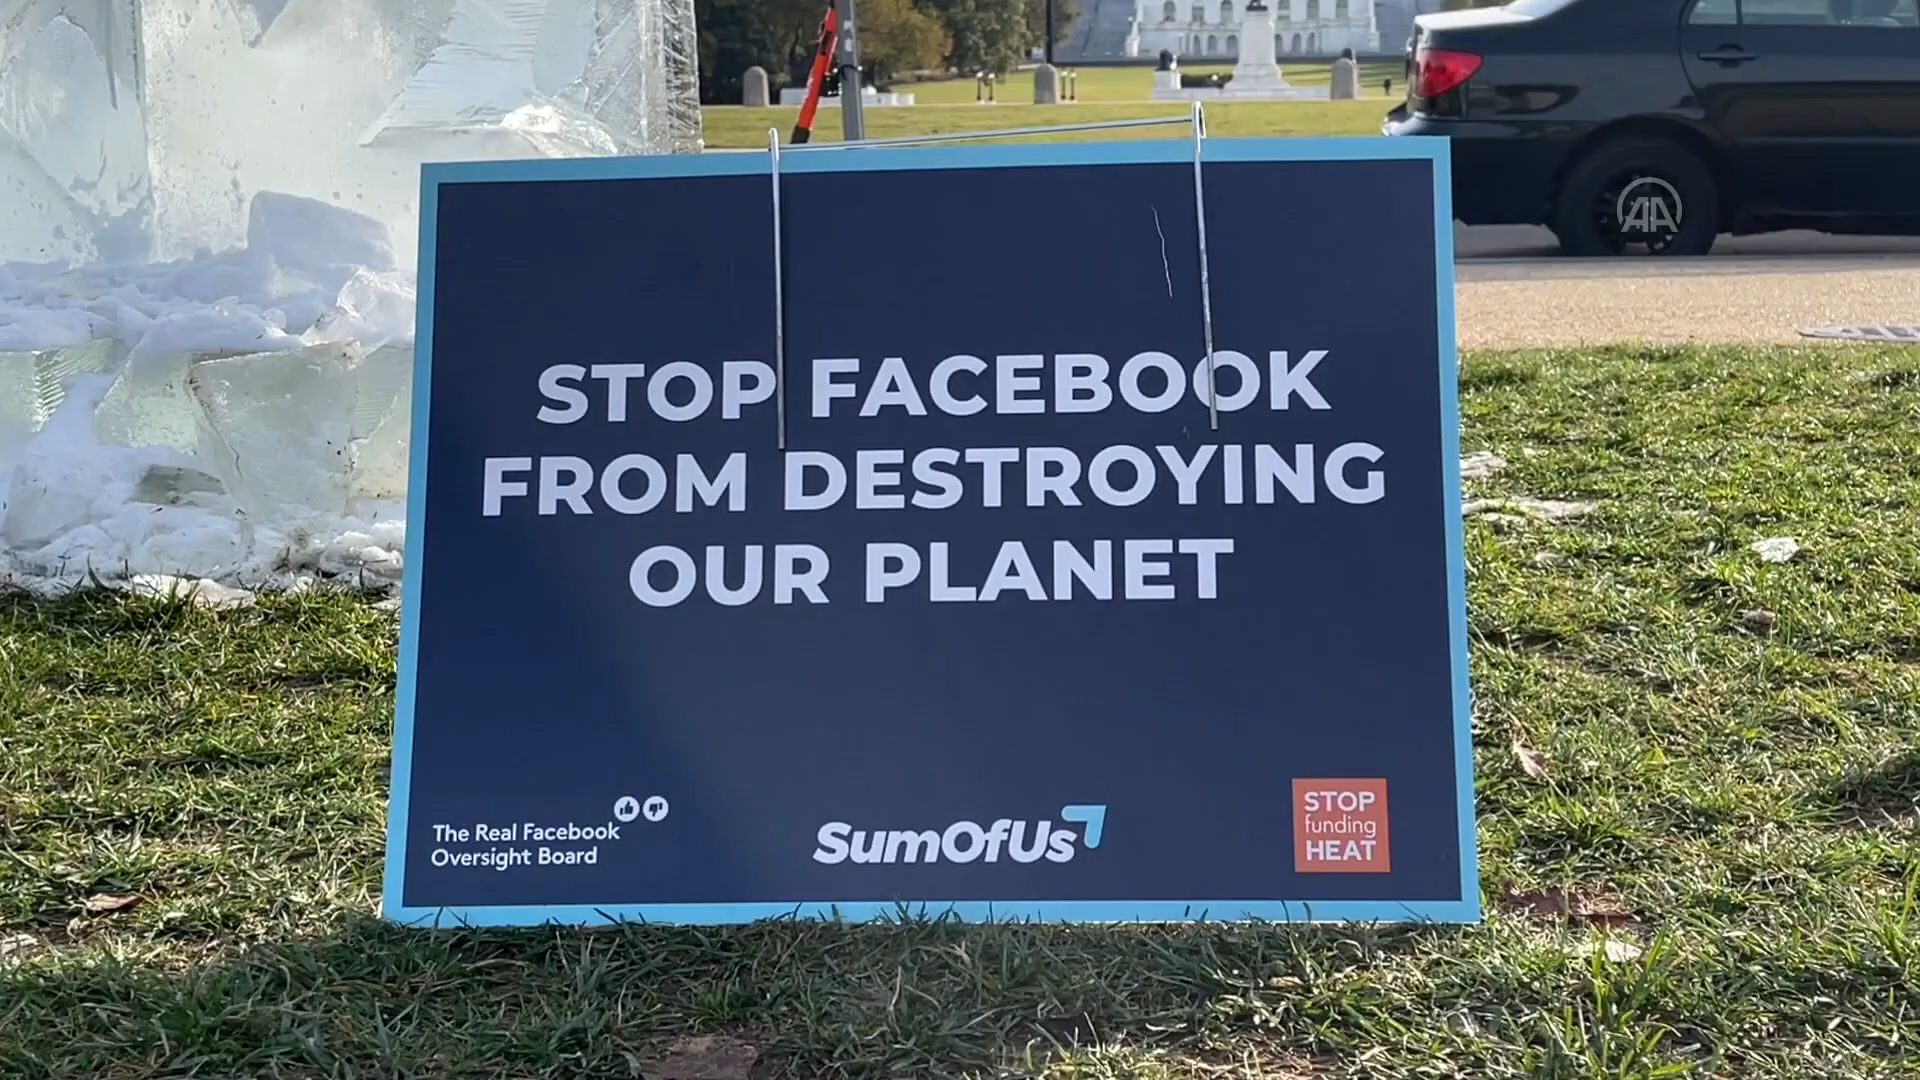 AA
STOP FACEBOOK
FROM DESTROYING
OUR PLANET
The Real Facebook
Oversight Board
SumOfUs
STOP
funding
HEAT